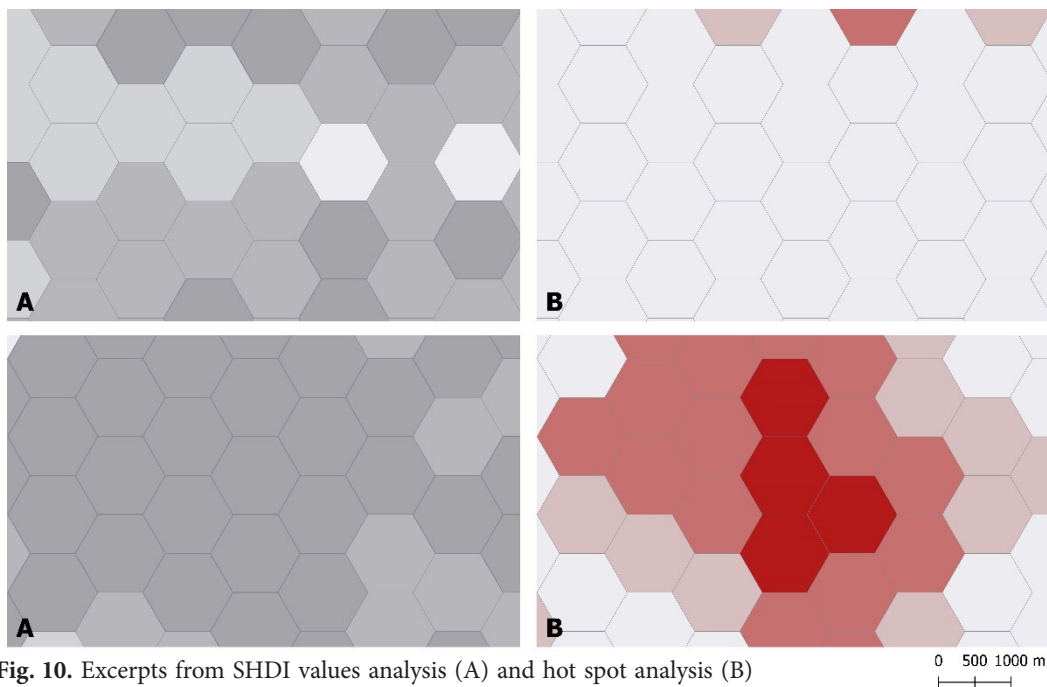 A
B
A
B
Fig. 10. Excerpts from SHDI values analysis (A) and hot spot analysis (B)
0 500 1000 m